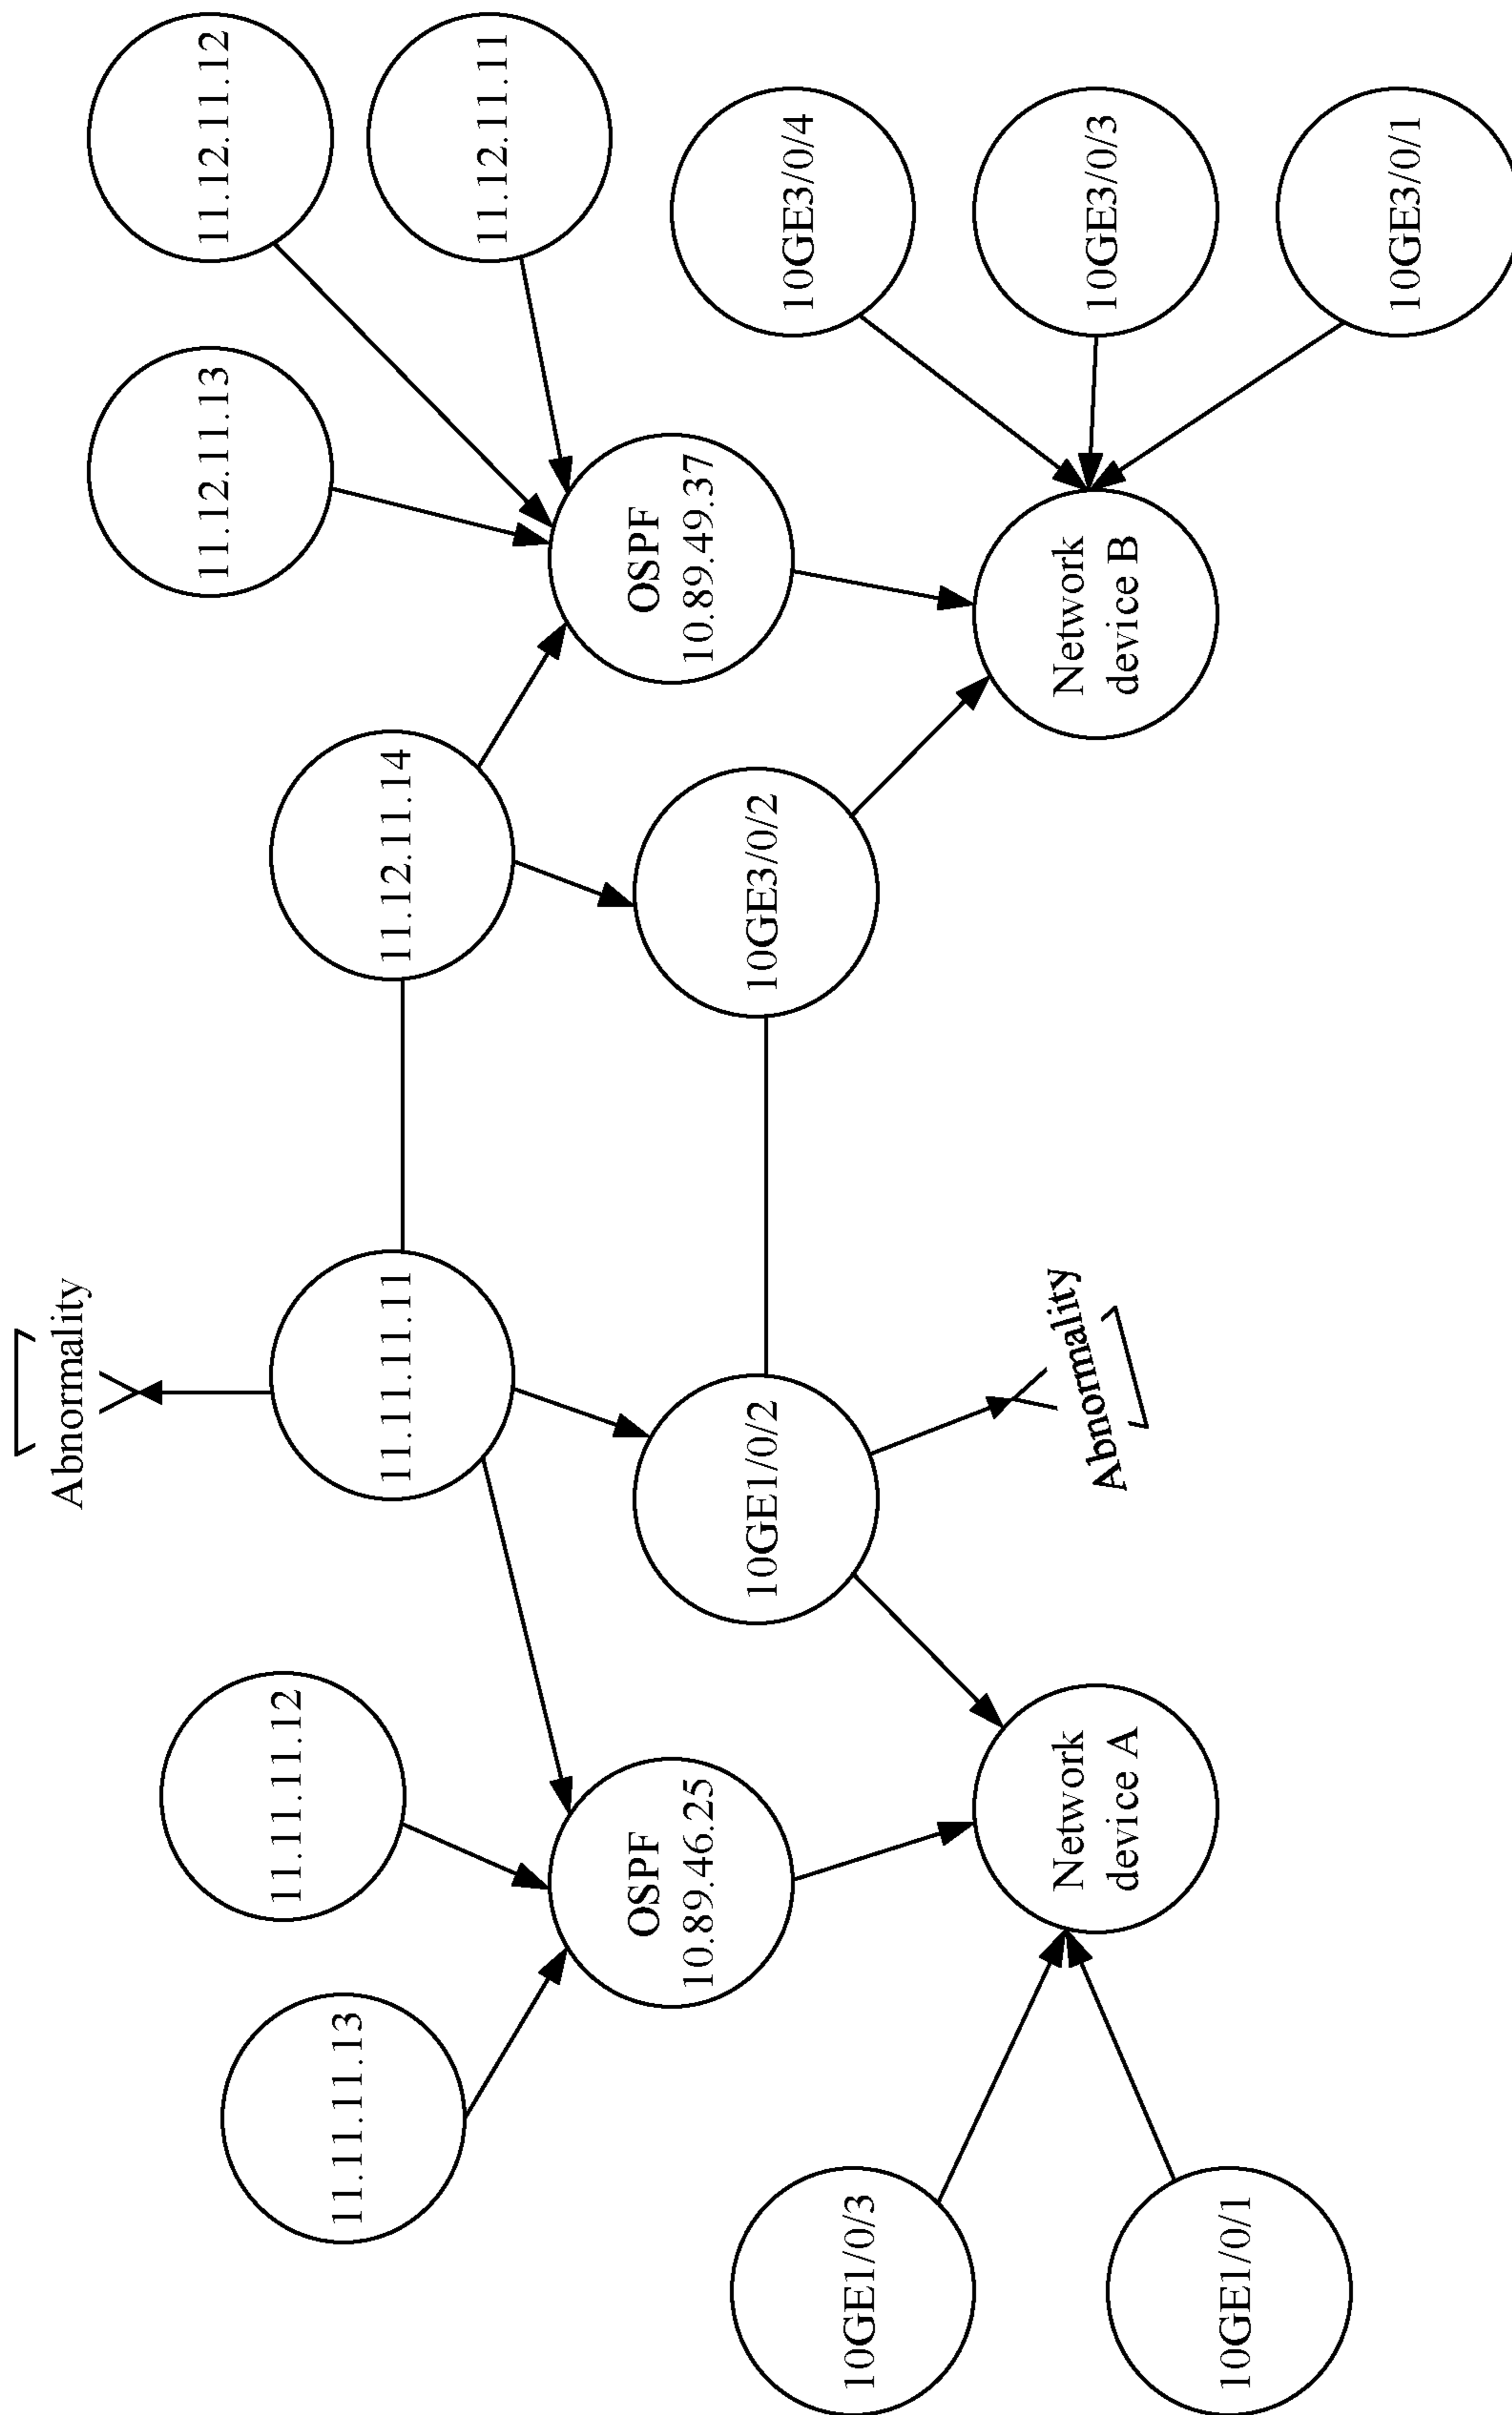 Abnormality
11.12.11.12
11.12.11.13
11.11.11.12
11.12.11.14
11.11.11.11
11.11.11.13
11.12.11.11
OSPF
10.89.46.25
OSPF
10.89.49.37
10GE1/0/2
10GE3/0/2
10GE3/0/4
10GE1/0/3
Network
device A
Abnormality
Network
device B
10GE3/0/3
10GE1/0/1
10GE3/0/1